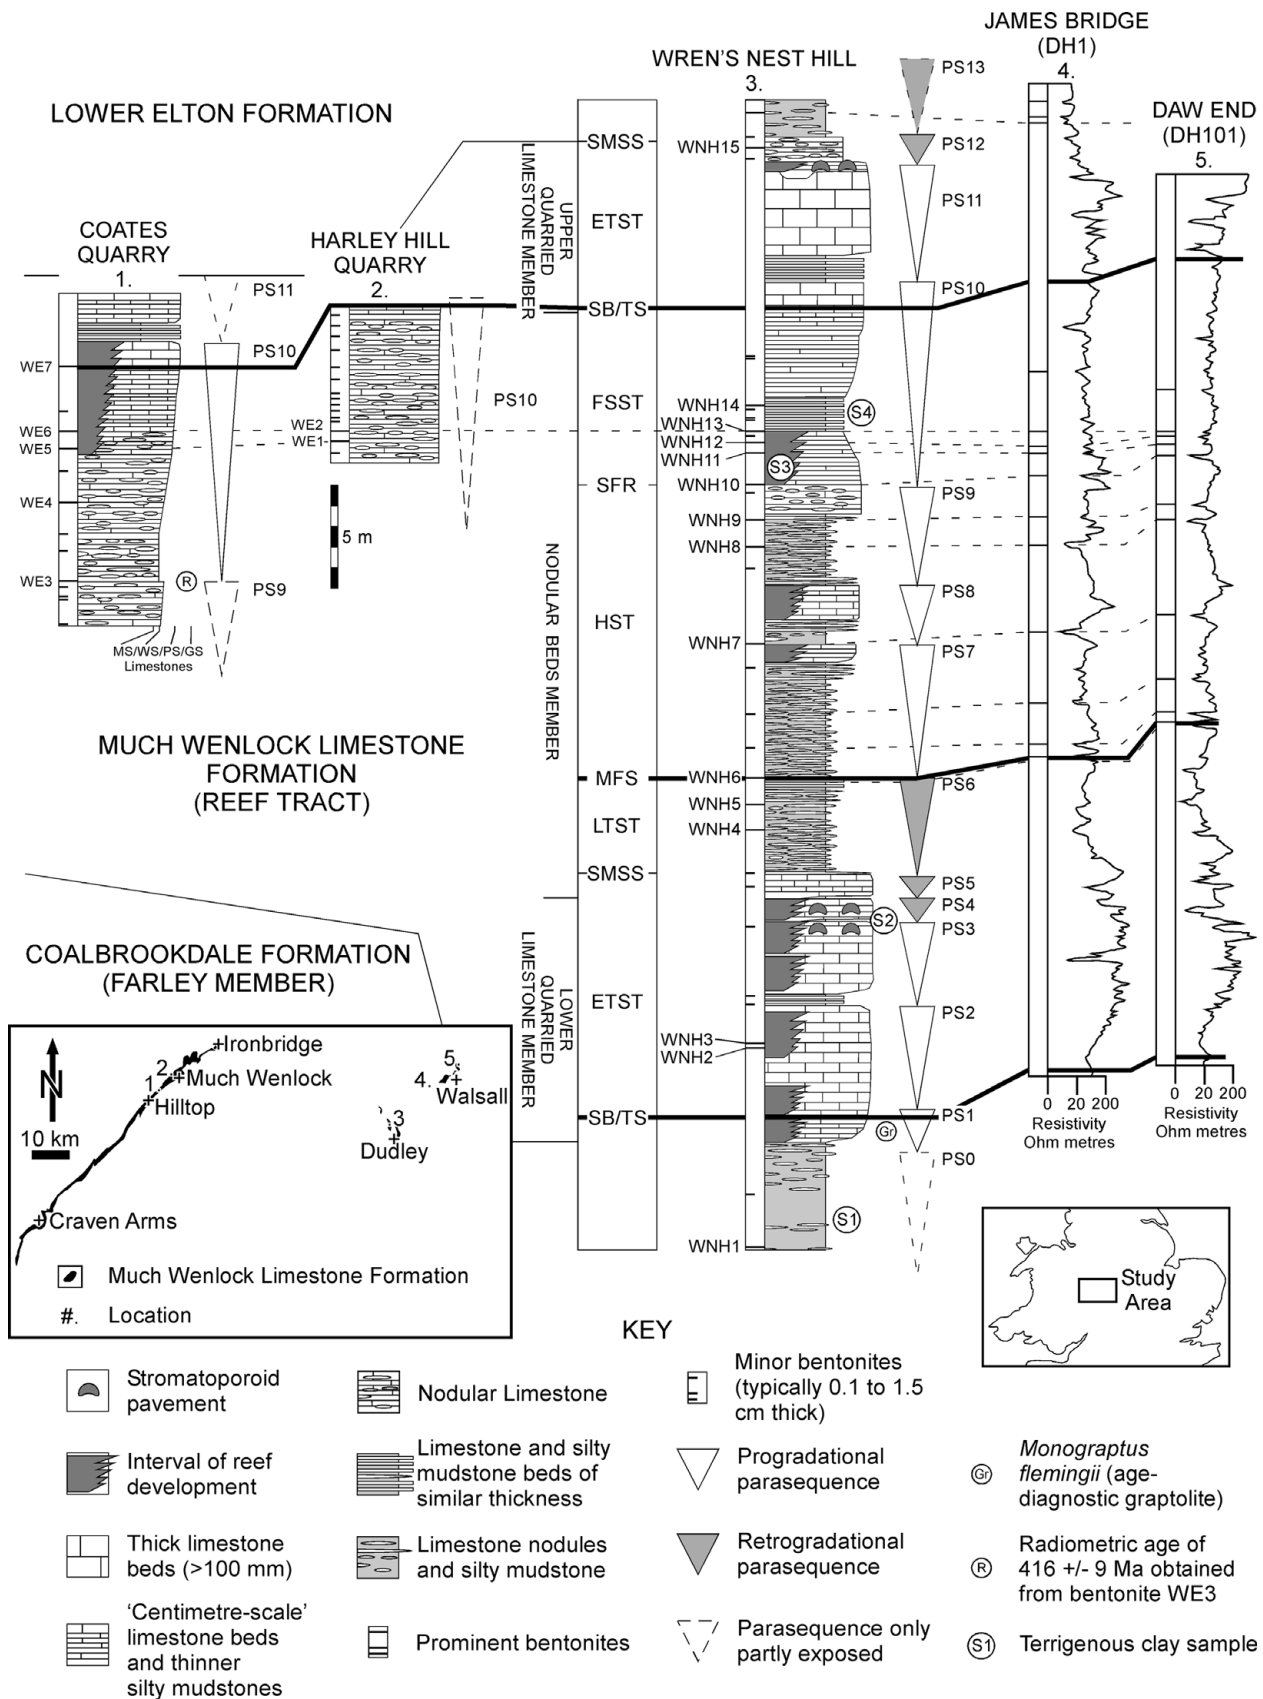 JAMES BRIDGE
(DH1)
4.
WREN'S NEST HILL
3.
DAW END
(DH101)
5.
LOWER ELTON FORMATION
COATES
QUARRY
1.
HARLEY HILL
QUARRY
2.
PS11
PS10
PS9
WE7
WE6
WE5
WE4
WE3
R
MS/WS/PS/GS
Limestones
WE2
WE1
PS10
5 m
MUCH WENLOCK LIMESTONE
FORMATION
(REEF TRACT)
COALBROOKDALE FORMATION
(FARLEY MEMBER)
UPPER
QUARRIED
LIMESTONE MEMBER
NODULAR BEDS MEMBER
LOWER
QUARRIED
LIMESTONE MEMBER
SMSS
ETST
SB/TS
FSST
SFR
HST
MFS
LTST
SMSS
ETST
SB/TS
WNH15
WNH14
WNH13
WNH12
WNH11
WNH10
WNH9
WNH8
WNH7
WNH6
WNH5
WNH4
WNH3
WNH2
WNH1
S4
S3
S2
Gr
S1
PS13
PS12
PS11
PS10
PS9
PS8
PS7
PS6
PS5
PS4
PS3
PS2
PS1
PS0
0 20 200
Resistivity
Ohm metres
0 20 200
Resistivity
Ohm metres
N
10 km
Ironbridge
2.
Much Wenlock
1
Hilltop
Craven Arms
5.
4.
Walsall
3
Dudley
Much Wenlock Limestone Formation
#. Location
Study
Area
KEY
Stromatoporoid
pavement
Interval of reef
development
Thick limestone
beds (>100 mm)
'Centimetre-scale'
limestone beds
and thinner
silty mudstones
Nodular Limestone
Limestone and silty
mudstone beds of
similar thickness
Limestone nodules
and silty mudstone
Prominent bentonites
Minor bentonites
(typically 0.1 to 1.5
cm thick)
Progradational
parasequence
Retrogradational
parasequence
Parasequence only
partly exposed
Gr
Monograptus
flemingii (age-
diagnostic graptolite)
R
Radiometric age of
416 +/- 9 Ma obtained
from bentonite WE3
S1
Terrigenous clay sample